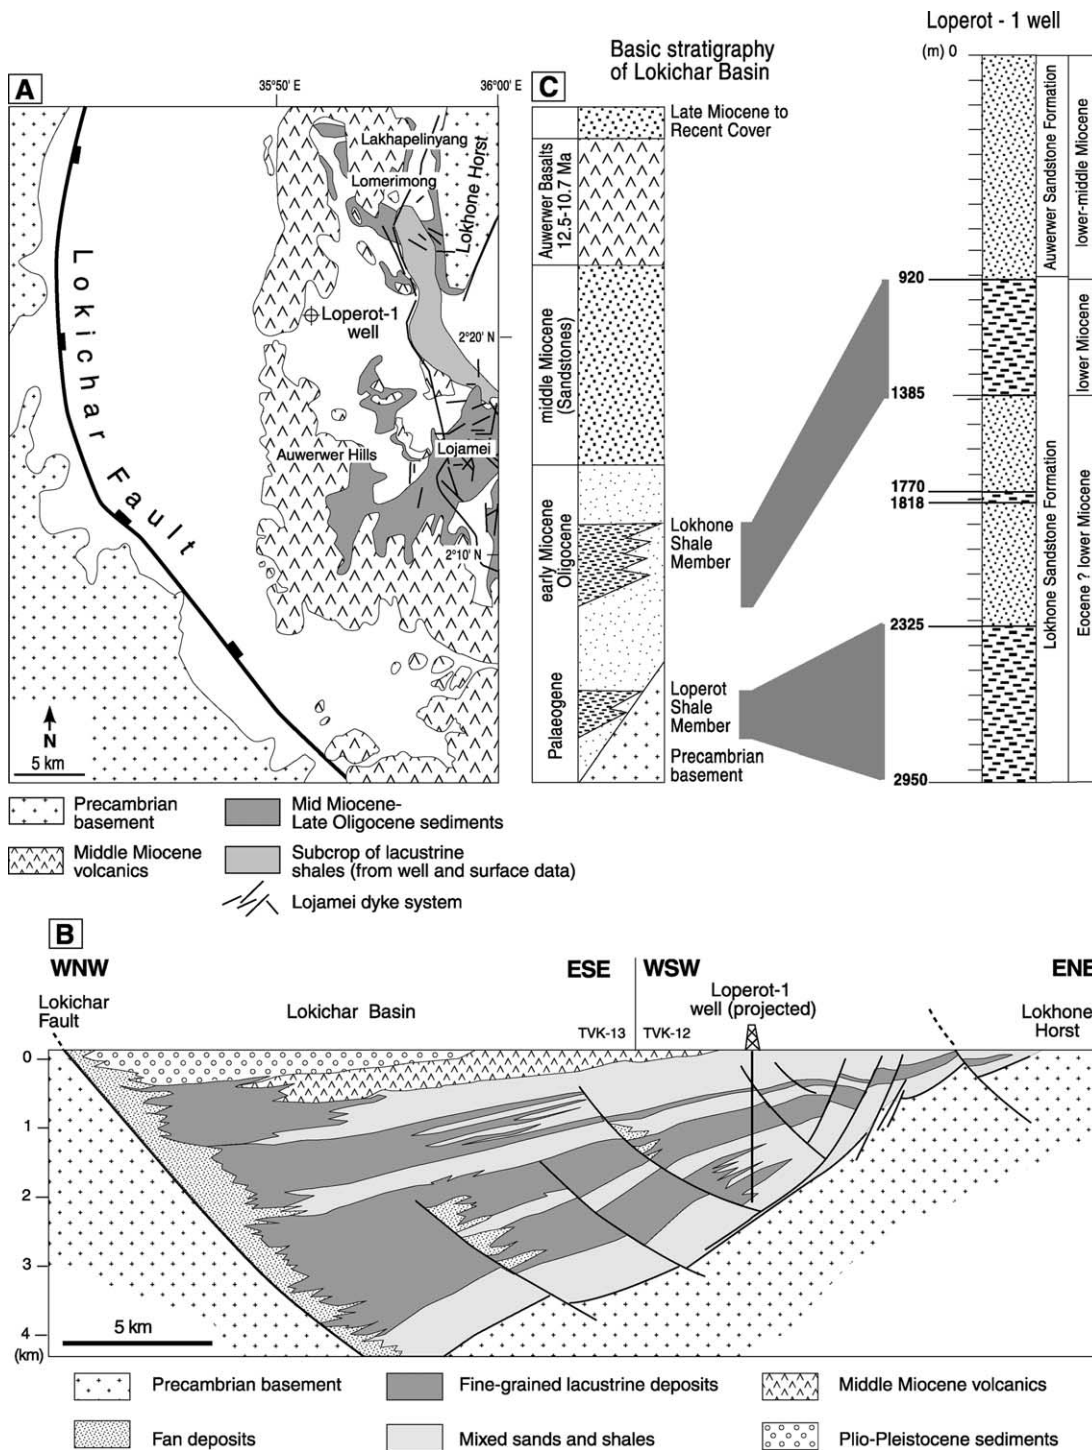 A
35°50' E
36°00' E
Lakhapelinyang
Lomerimong
Lokhone Horst
Loperot-1
well
2°20' N
Lokichar Fault
Auwerwer Hills
Lojamei
2°10' N
N
5 km
Precambrian
basement
Mid Miocene-
Late Oligocene sediments
Middle Miocene
volcanics
Subcrop of lacustrine
shales (from well and surface data)
Lojamei dyke system
Basic stratigraphy
of Lokichar Basin
C
Late Miocene to
Recent Cover
Auwerwer Basalts
12.5-10.7 Ma
middle Miocene
(Sandstones)
early Miocene
Oligocene
Palaeogene
Lokhone
Shale
Member
Loperot
Shale
Member
Precambrian
basement
Loperot - 1 well
(m) 0
920
1385
1770
1818
2325
2950
Auwerwer Sandstone Formation
Lokhone Sandstone Formation
lower-middle Miocene
lower Miocene
Eocene ? lower Miocene
B
WNW
ESE
WSW
ENE
Lokichar
Fault
Lokichar Basin
TVK-13
TVK-12
Loperot-1
well (projected)
Lokhone
Horst
0
1
2
3
4
(km)
5 km
Precambrian basement
Fine-grained lacustrine deposits
Middle Miocene volcanics
Fan deposits
Mixed sands and shales
Plio-Pleistocene sediments